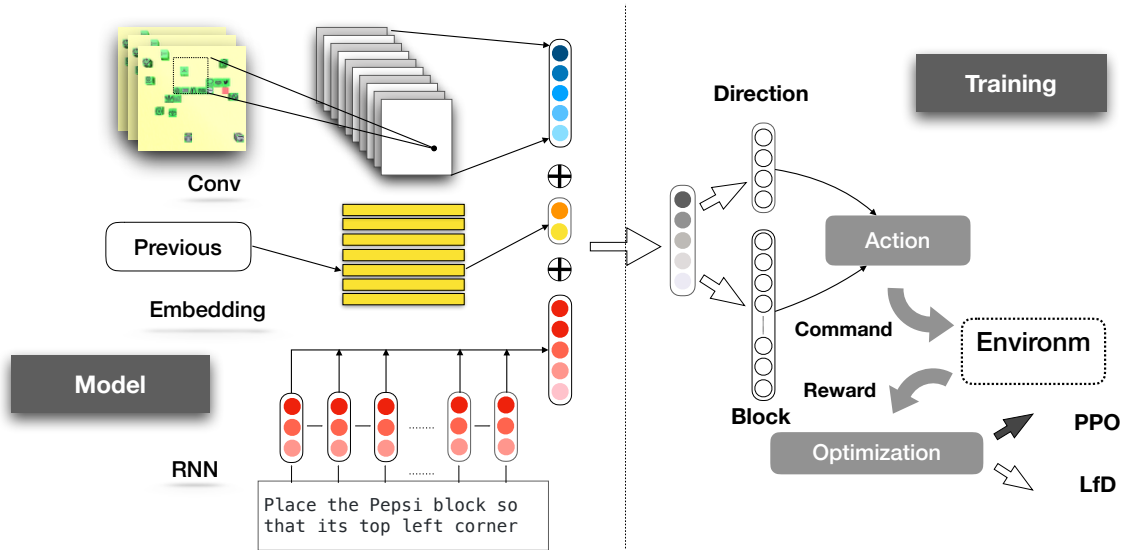 Conv
Previous
Embedding
Model
RNN
Place the Pepsi block so
that its top left corner
Training
Direction
Action
Command
Environm
Reward
Block
Optimization
PPO
LfD